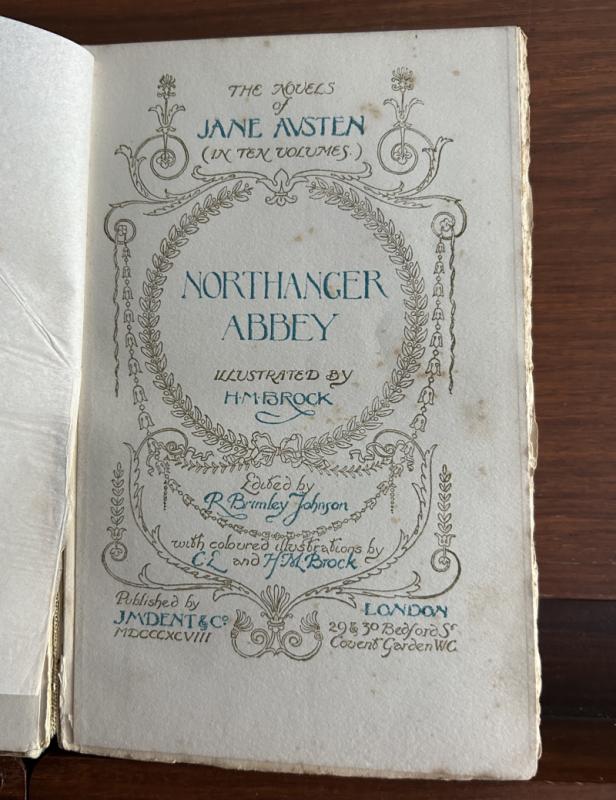 THE NOVELS
of
JANE AVSTEN
(IN TEN VOLUMES.)
NORTHANGER
ABBEY
ILLUSTRATED BY
H·M·BROCK
Edited by
R Brimley Johnson
with coloured illustrations by
C L and H M Brock
Published by
J M DENT & Co
MDCCCXCVIII
LONDON
29 & 30 Bedford St
Covent Garden W C